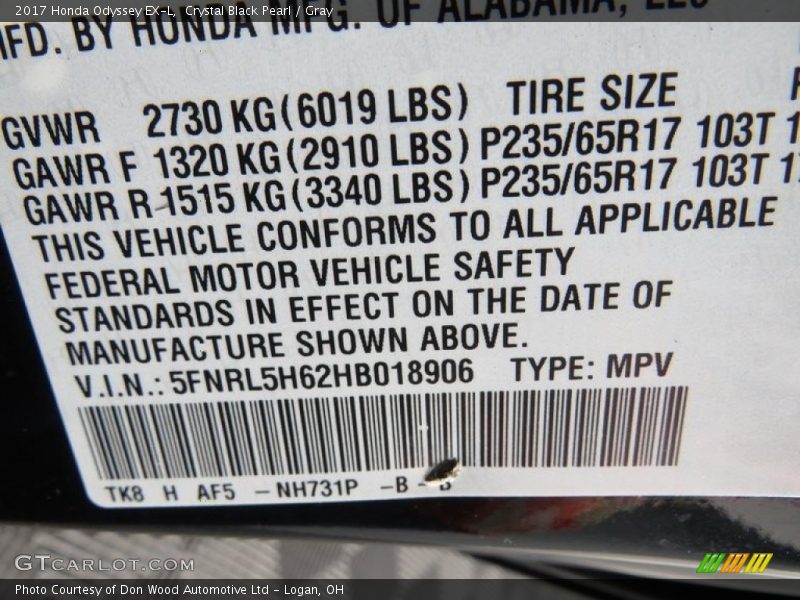 2017 Honda Odyssey EX-L, Crystal Black Pearl / Gray
MFD. BY HONDA MFG. OF ALABAMA, LLC
GVWR 2730 KG(6019 LBS) TIRE SIZE
GAWR F 1320 KG(2910 LBS) P235/65R17 103T
GAWR R 1515 KG(3340 LBS) P235/65R17 103T
THIS VEHICLE CONFORMS TO ALL APPLICABLE
FEDERAL MOTOR VEHICLE SAFETY
STANDARDS IN EFFECT ON THE DATE OF
MANUFACTURE SHOWN ABOVE.
V.I.N.: 5FNRL5H62HB018906 TYPE: MPV
TK8 H AF5 – NH731P –B –
GTCARLOT.COM
Photo Courtesy of Don Wood Automotive Ltd – Logan, OH